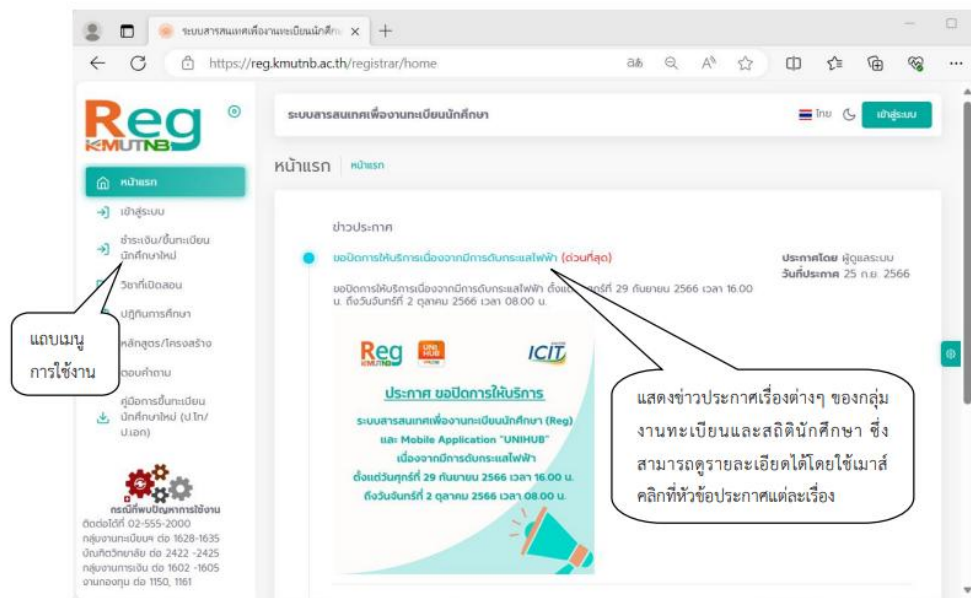 ระบบสารสนเทศเพื่องานทะเบียนนักศึก
https://reg.kmutnb.ac.th/registrar/home
Reg
KMUTNB
ระบบสารสนเทศเพื่องานทะเบียนนักศึกษา
ไทย
เข้าสู่ระบบ
หน้าแรก
หน้าแรก
หน้าแรก
เข้าสู่ระบบ
ชำระเงิน/ขึ้นทะเบียน
นักศึกษาใหม่
วิชาที่เปิดสอน
ปฏิทินการศึกษา
หลักสูตร/โครงสร้าง
ตอบคำถาม
คู่มือการขึ้นทะเบียน
นักศึกษาใหม่ (ป.โท/
ป.เอก)
แถบเมนู
การใช้งาน
กรณีที่พบปัญหาการใช้งาน
ติดต่อได้ที่ 02-555-2000
กลุ่มงานทะเบียนฯ ต่อ 1628-1635
บัณฑิตวิทยาลัย ต่อ 2422 -2425
กลุ่มงานการเงิน ต่อ 1602 -1605
งานกองทุน ต่อ 1150, 1161
ข่าวประกาศ
ขอปิดการให้บริการเนื่องจากมีการดับกระแสไฟฟ้า (ด่วนที่สุด)
ประกาศโดย ผู้ดูแลระบบ
วันที่ประกาศ 25 ก.ย. 2566
ขอปิดการให้บริการเนื่องจากมีการดับกระแสไฟฟ้า ตั้งแต่ ศุกร์ที่ 29 กันยายน 2566 เวลา 16.00
น. ถึงวันจันทร์ที่ 2 ตุลาคม 2566 เวลา 08.00 น.
Reg
KMUTNB
UNI
HUB
ICIT
ประกาศ ขอปิดการให้บริการ
ระบบสารสนเทศเพื่องานทะเบียนนักศึกษา (Reg)
และ Mobile Application "UNIHUB"
เนื่องจากมีการดับกระแสไฟฟ้า
ตั้งแต่วันศุกร์ที่ 29 กันยายน 2566 เวลา 16.00 น.
ถึงวันจันทร์ที่ 2 ตุลาคม 2566 เวลา 08.00 น.
แสดงข่าวประกาศเรื่องต่างๆ ของกลุ่ม
งานทะเบียนและสถิตินักศึกษา ซึ่ง
สามารถดูรายละเอียดได้โดยใช้เมาส์
คลิกที่หัวข้อประกาศแต่ละเรื่อง